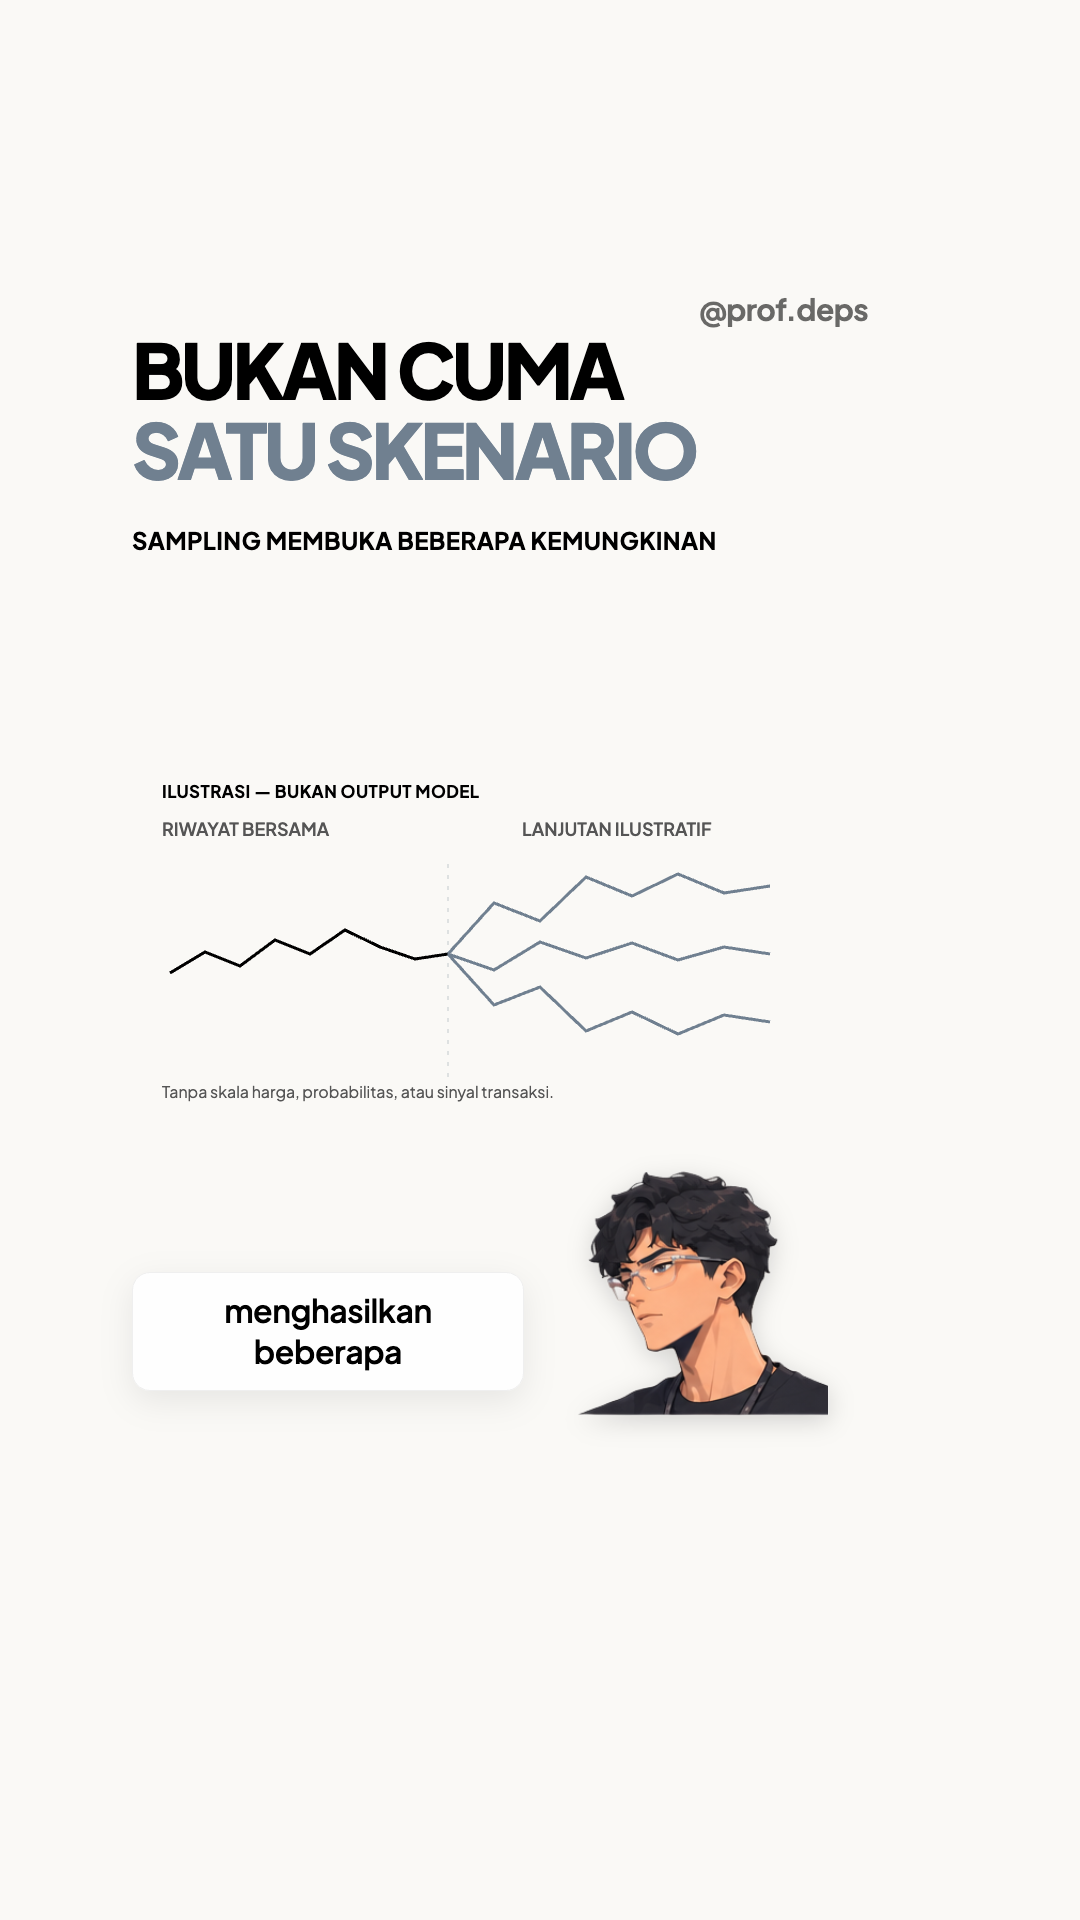 @prof.deps
BUKAN CUMA
SATU SKENARIO
SAMPLING MEMBUKA BEBERAPA KEMUNGKINAN
ILUSTRASI — BUKAN OUTPUT MODEL
RIWAYAT BERSAMA
LANJUTAN ILUSTRATIF
Tanpa skala harga, probabilitas, atau sinyal transaksi.
menghasilkan
beberapa